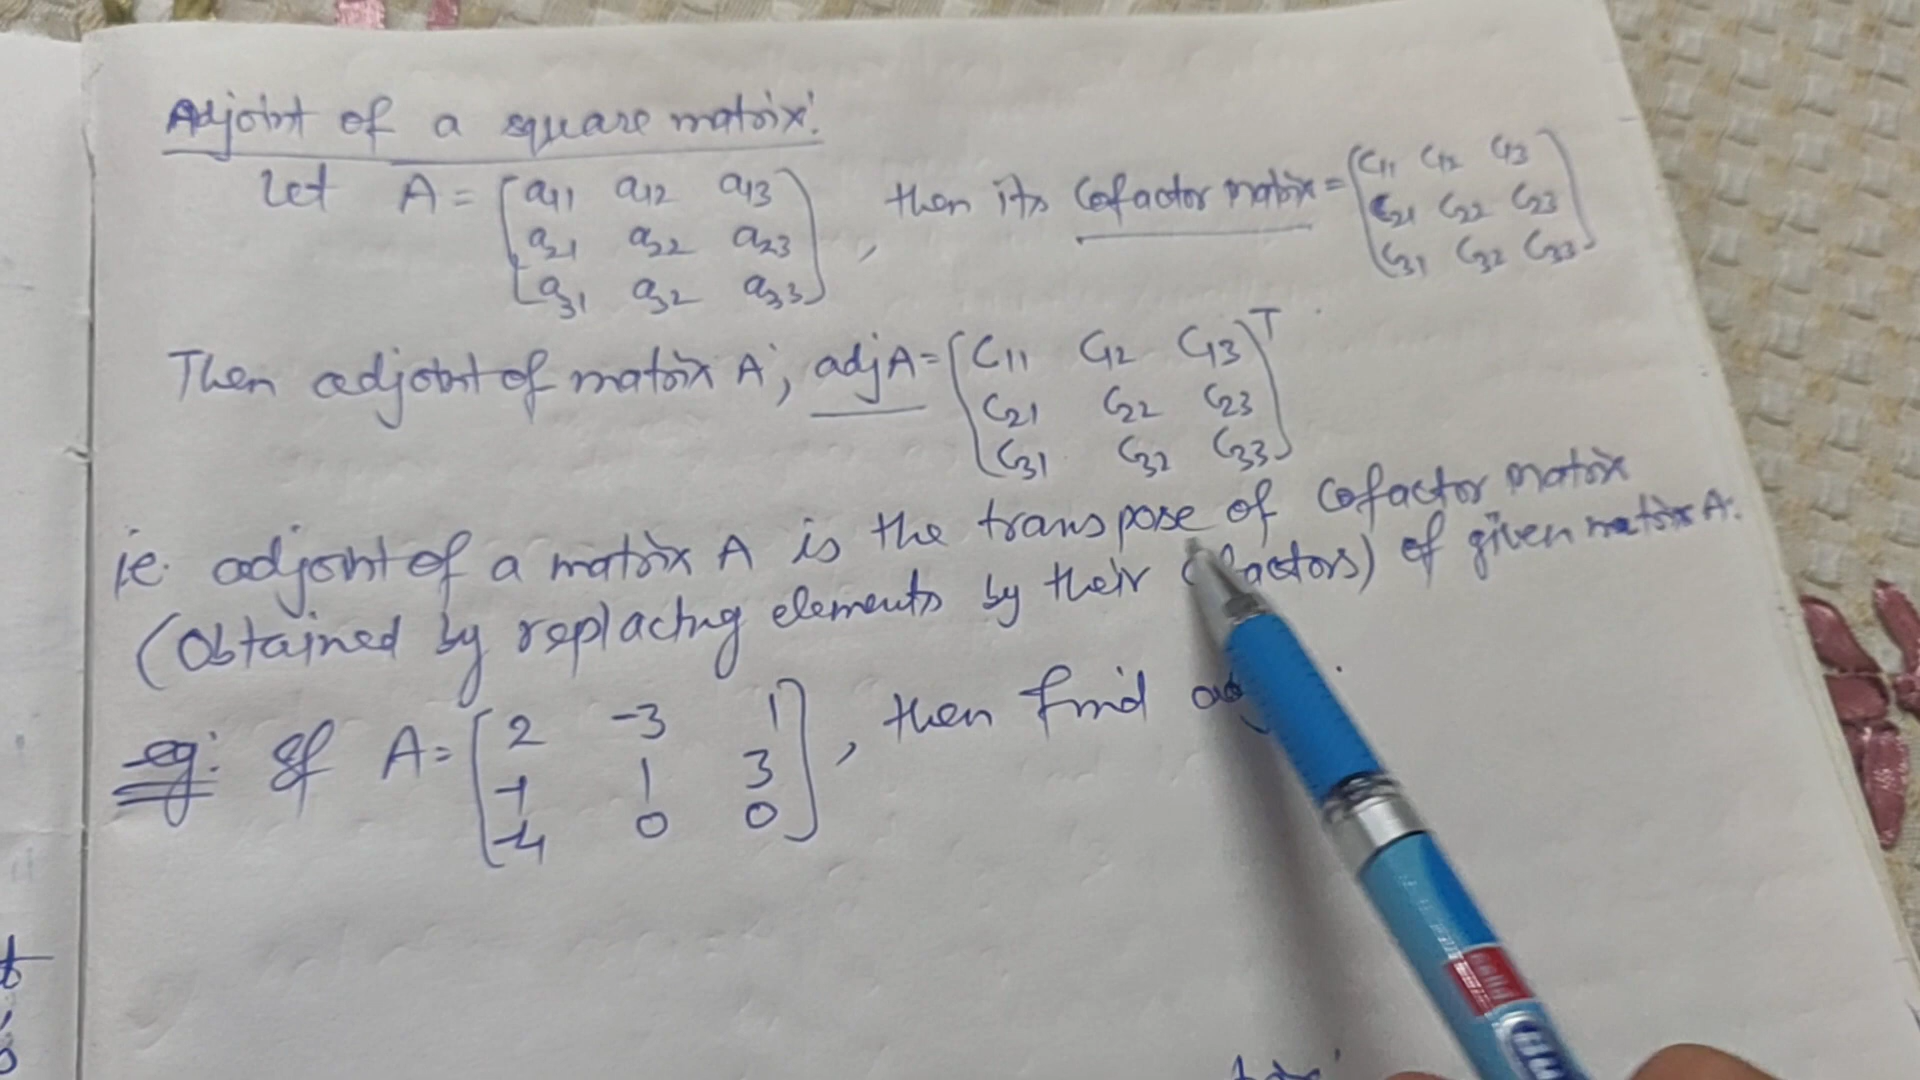 Adjoint of a square matrix:
Let A = [a11 a12 a13
a21 a22 a23
a31 a32 a33] , then its Cofactor Matrix = [C11 C12 C13
C21 C22 C23
C31 C32 C33]
Then adjoint of matrix A, adjA = [C11 C12 C13
C21 C22 C23
C31 C32 C33]T
ie. adjoint of a matrix A is the transpose of Cofactor Matrix
(Obtained by replacing elements by their factors) of given matrix A.
eg: If A = [2 -3 1
-1 1 3
-4 0 0] , then find